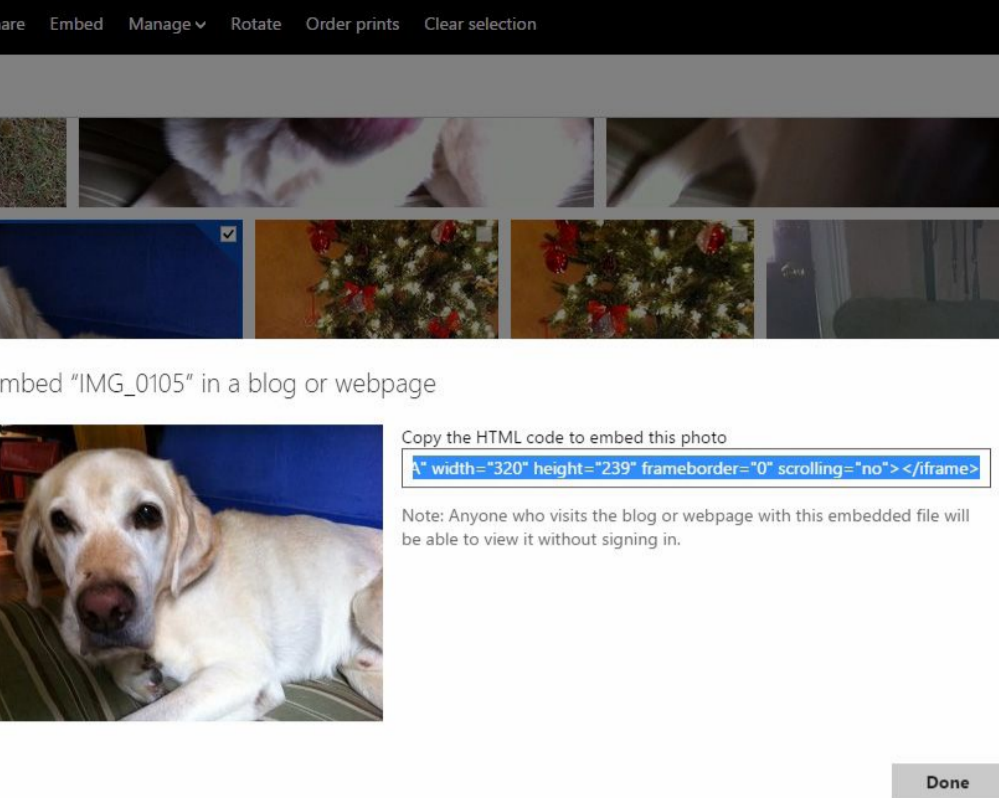 are Embed Manage Rotate Order prints Clear selection
mbed “IMG_0105” in a blog or webpage
Copy the HTML code to embed this photo
A" width="320" height="239" frameborder="0" scrolling="no"></iframe>
Note: Anyone who visits the blog or webpage with this embedded file will
be able to view it without signing in.
Done